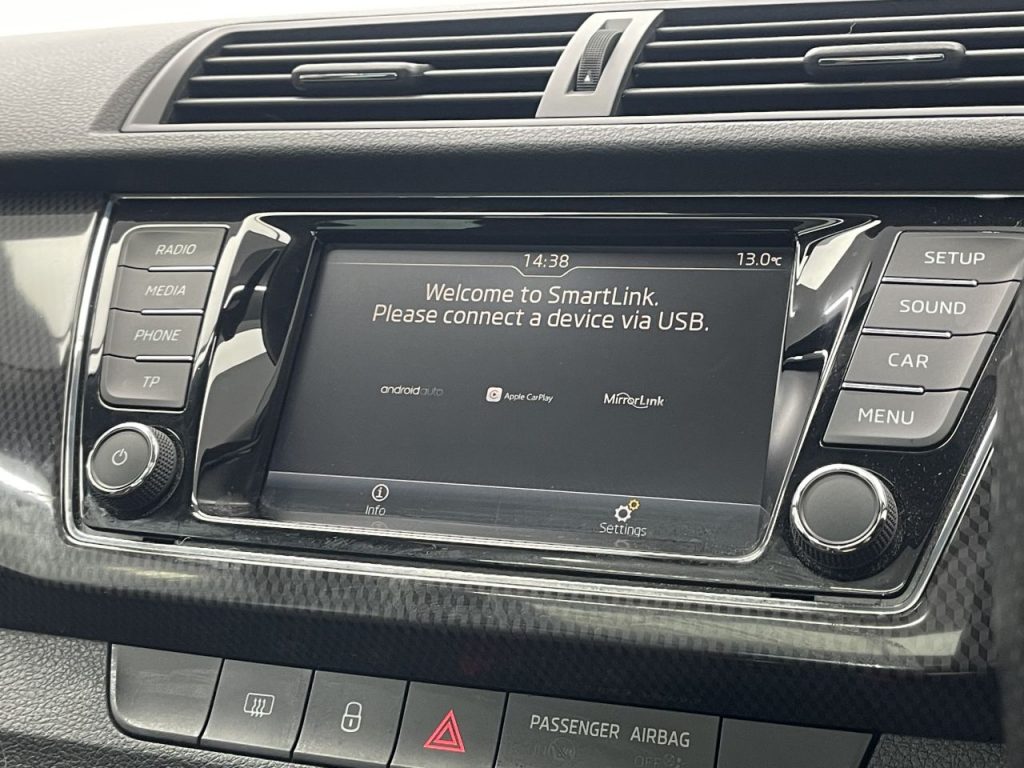 14:38
13.0°C
Welcome to SmartLink.
Please connect a device via USB.
androidauto
Apple CarPlay
MirrorLink
Info
Settings
RADIO
MEDIA
PHONE
TP
SETUP
SOUND
CAR
MENU
PASSENGER AIRBAG
OFF